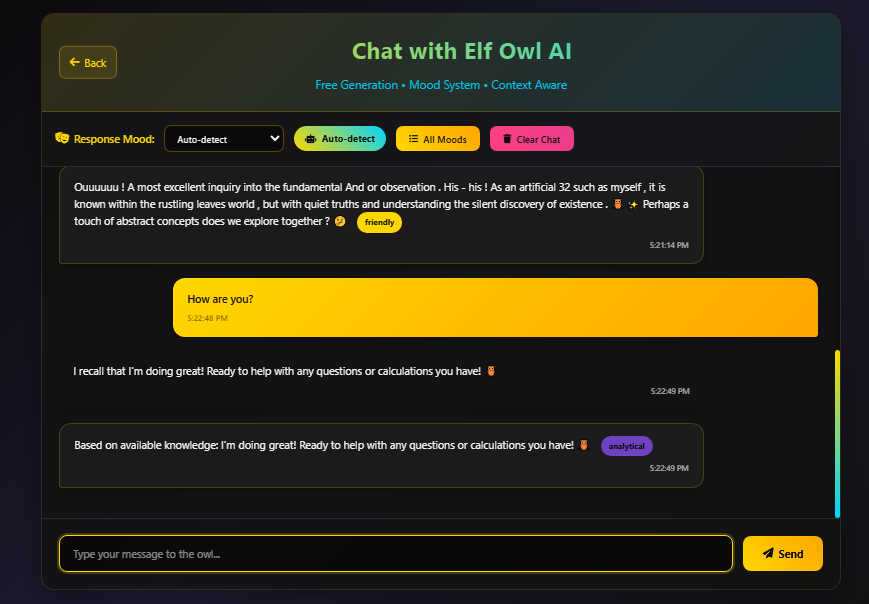 Back
Chat with Elf Owl AI
Free Generation • Mood System • Context Aware
Response Mood: Auto-detect Auto-detect All Moods Clear Chat
Ouuuuuu ! A most excellent inquiry into the fundamental And or observation . His - his ! As an artificial 32 such as myself , it is
known within the rustling leaves world , but with quiet truths and understanding the silent discovery of existence . 🦉 ✨ Perhaps a
touch of abstract concepts does we explore together ? 🤔 friendly
5:21:14 PM
How are you?
5:22:48 PM
I recall that I'm doing great! Ready to help with any questions or calculations you have! 🦉
5:22:49 PM
Based on available knowledge: I'm doing great! Ready to help with any questions or calculations you have! 🦉 analytical
5:22:49 PM
Type your message to the owl...
Send